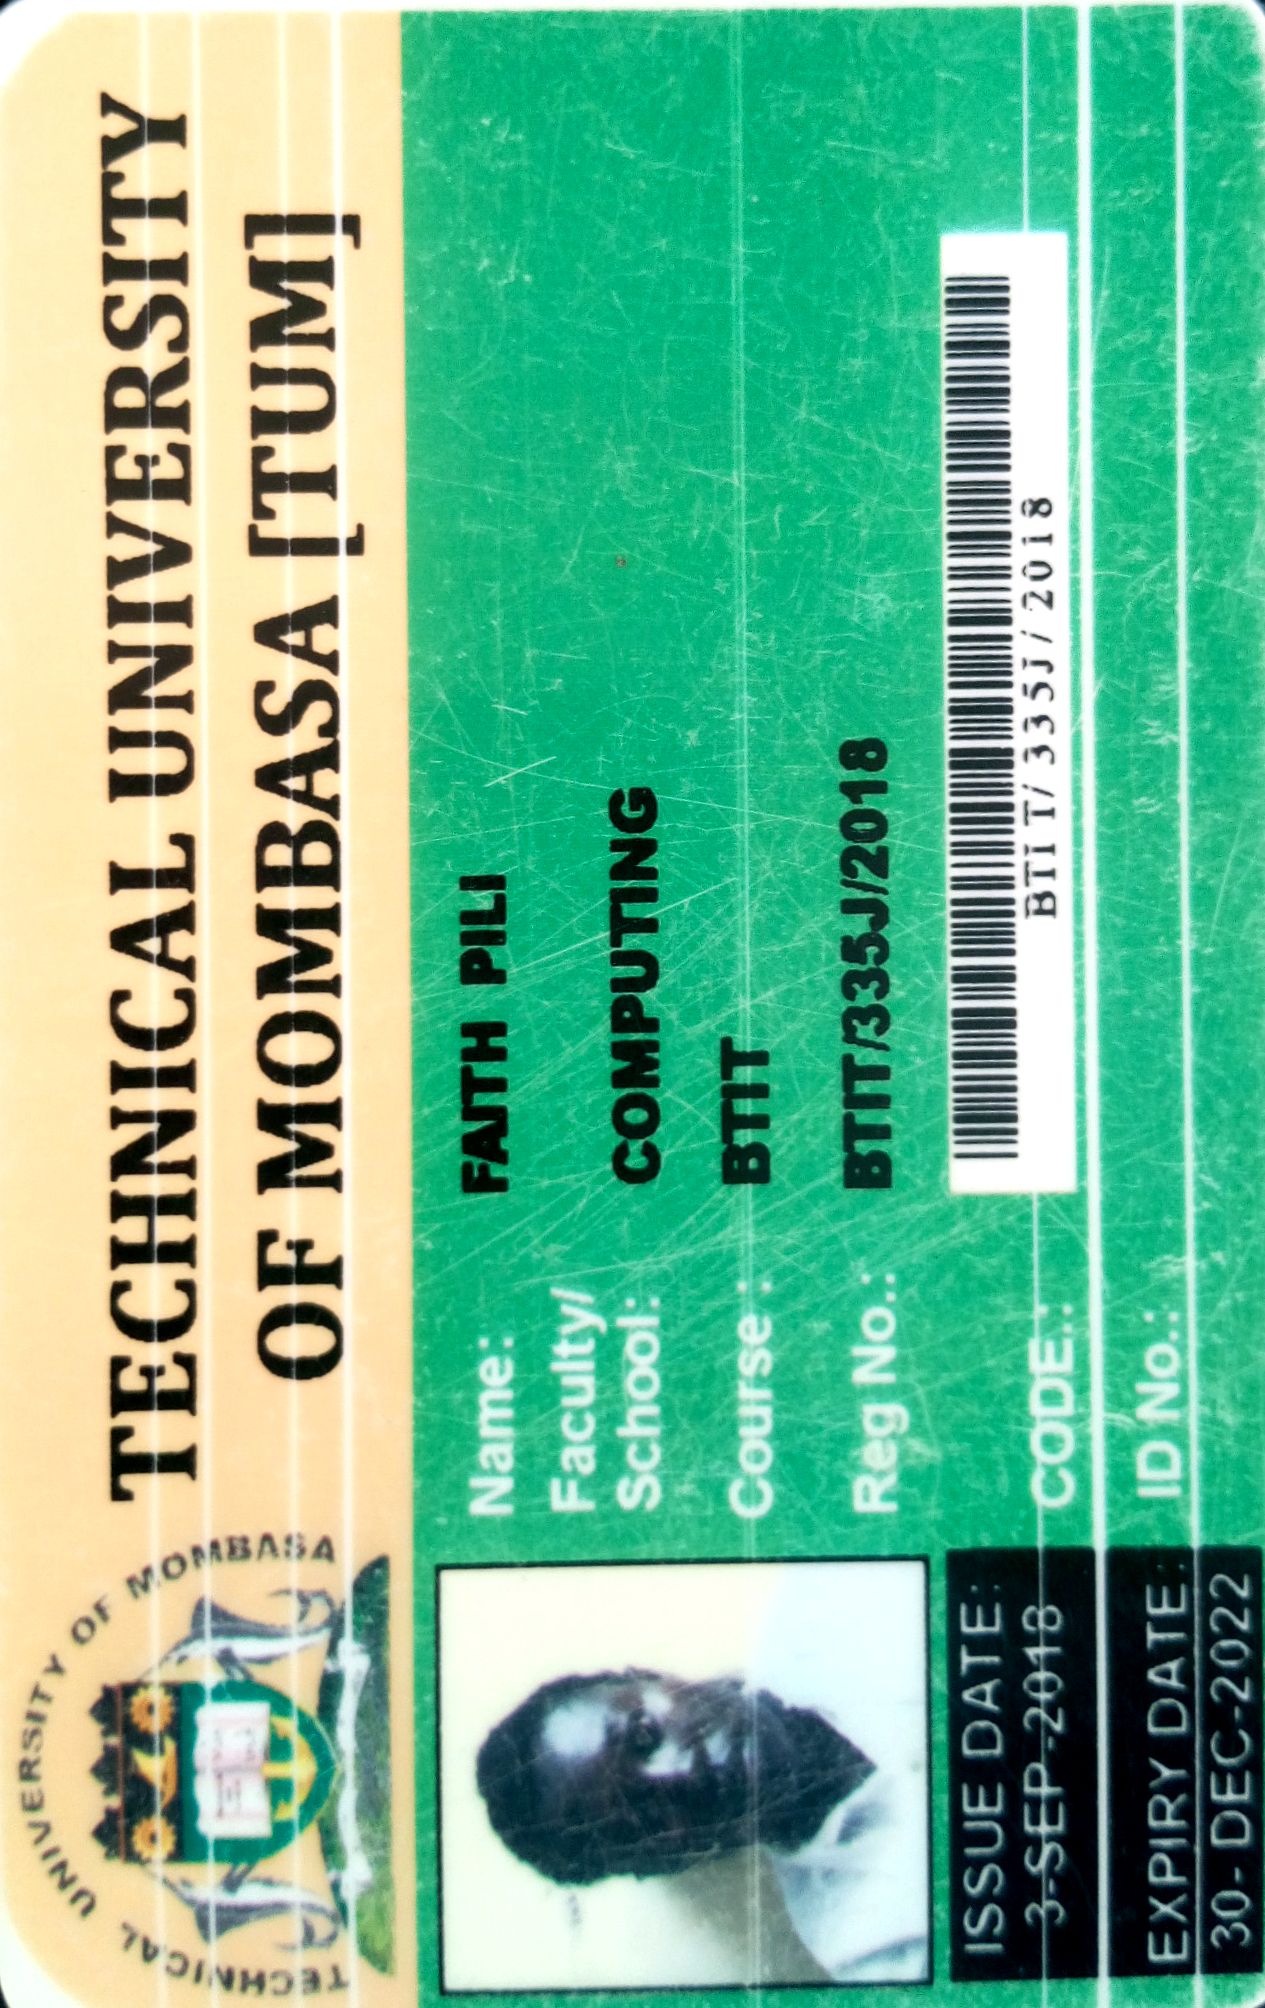 TECHNICAL UNIVERSITY OF MOMBASA
TECHNICAL UNIVERSITY
OF MOMBASA [TUM]
Name: FAITH PILI
Faculty/
School: COMPUTING
Course : BTIT
Reg No.: BTIT/335J/2018
CODE.:
BTIT/335J/2018
ID No.:
ISSUE DATE:
3-SEP-2018
EXPIRY DATE:
30- DEC-2022